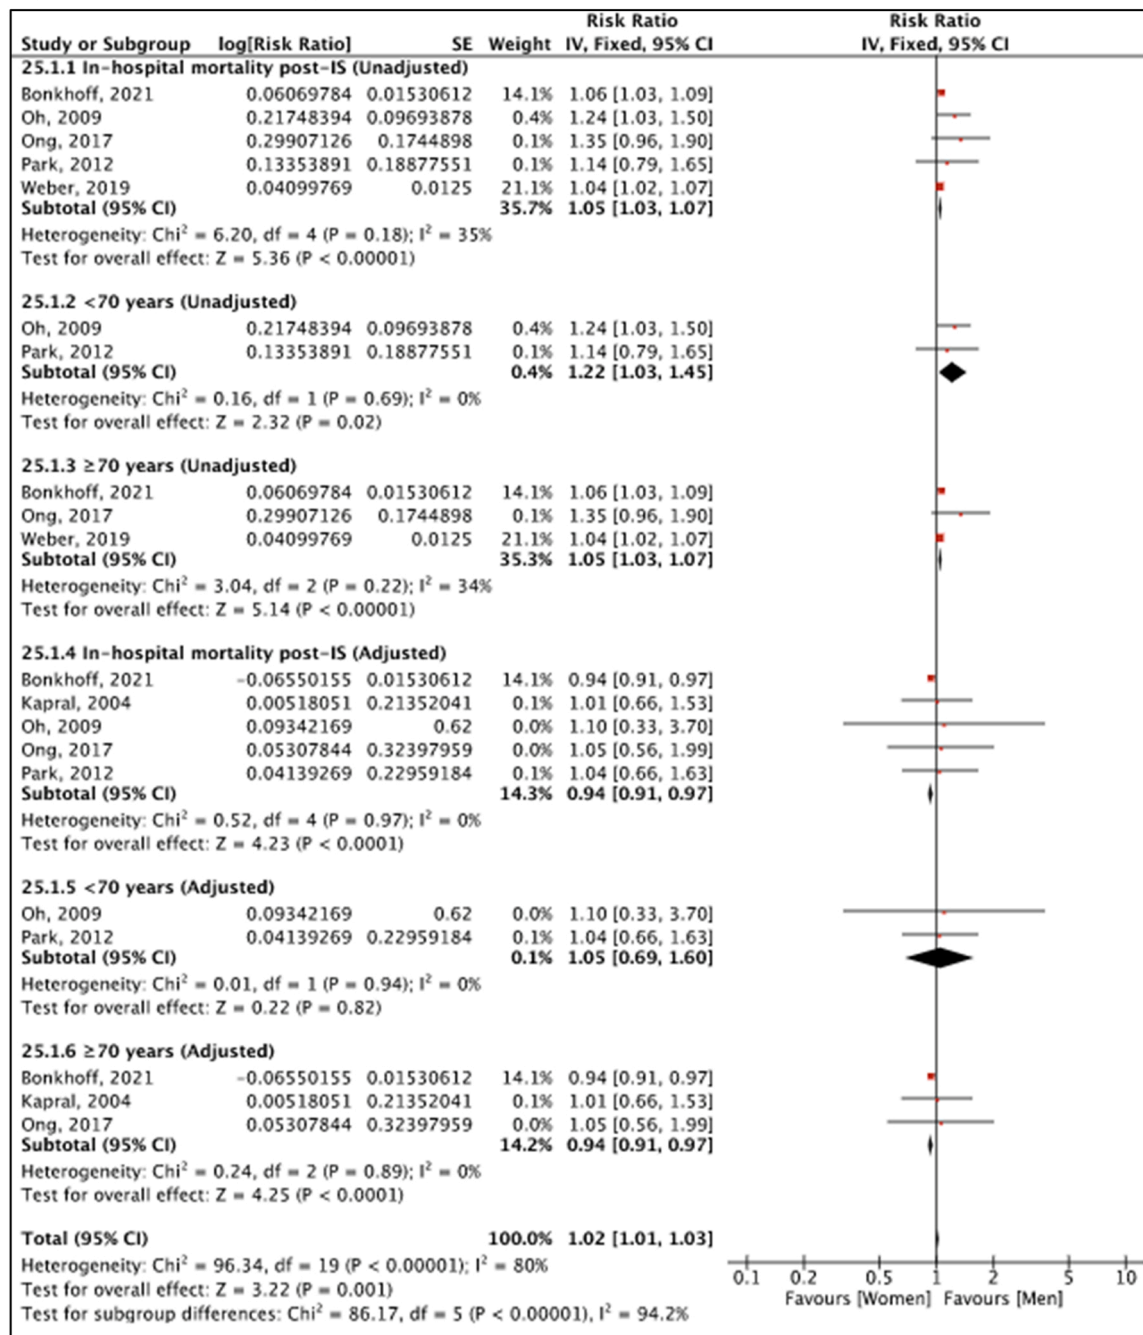 Risk Ratio Risk Ratio
Study or Subgroup log[Risk Ratio] SE Weight IV, Fixed, 95% CI IV, Fixed, 95% CI
25.1.1 In-hospital mortality post-IS (Unadjusted)
Bonkhoff, 2021 0.06069784 0.01530612 14.1% 1.06 [1.03, 1.09]
Oh, 2009 0.21748394 0.09693878 0.4% 1.24 [1.03, 1.50]
Ong, 2017 0.29907126 0.1744898 0.1% 1.35 [0.96, 1.90]
Park, 2012 0.13353891 0.18877551 0.1% 1.14 [0.79, 1.65]
Weber, 2019 0.04099769 0.0125 21.1% 1.04 [1.02, 1.07]
Subtotal (95% CI) 35.7% 1.05 [1.03, 1.07]
Heterogeneity: Chi² = 6.20, df = 4 (P = 0.18); I² = 35%
Test for overall effect: Z = 5.36 (P < 0.00001)
25.1.2 <70 years (Unadjusted)
Oh, 2009 0.21748394 0.09693878 0.4% 1.24 [1.03, 1.50]
Park, 2012 0.13353891 0.18877551 0.1% 1.14 [0.79, 1.65]
Subtotal (95% CI) 0.4% 1.22 [1.03, 1.45]
Heterogeneity: Chi² = 0.16, df = 1 (P = 0.69); I² = 0%
Test for overall effect: Z = 2.32 (P = 0.02)
25.1.3 ≥70 years (Unadjusted)
Bonkhoff, 2021 0.06069784 0.01530612 14.1% 1.06 [1.03, 1.09]
Ong, 2017 0.29907126 0.1744898 0.1% 1.35 [0.96, 1.90]
Weber, 2019 0.04099769 0.0125 21.1% 1.04 [1.02, 1.07]
Subtotal (95% CI) 35.3% 1.05 [1.03, 1.07]
Heterogeneity: Chi² = 3.04, df = 2 (P = 0.22); I² = 34%
Test for overall effect: Z = 5.14 (P < 0.00001)
25.1.4 In-hospital mortality post-IS (Adjusted)
Bonkhoff, 2021 -0.06550155 0.01530612 14.1% 0.94 [0.91, 0.97]
Kapral, 2004 0.00518051 0.21352041 0.1% 1.01 [0.66, 1.53]
Oh, 2009 0.09342169 0.62 0.0% 1.10 [0.33, 3.70]
Ong, 2017 0.05307844 0.32397959 0.0% 1.05 [0.56, 1.99]
Park, 2012 0.04139269 0.22959184 0.1% 1.04 [0.66, 1.63]
Subtotal (95% CI) 14.3% 0.94 [0.91, 0.97]
Heterogeneity: Chi² = 0.52, df = 4 (P = 0.97); I² = 0%
Test for overall effect: Z = 4.23 (P < 0.0001)
25.1.5 <70 years (Adjusted)
Oh, 2009 0.09342169 0.62 0.0% 1.10 [0.33, 3.70]
Park, 2012 0.04139269 0.22959184 0.1% 1.04 [0.66, 1.63]
Subtotal (95% CI) 0.1% 1.05 [0.69, 1.60]
Heterogeneity: Chi² = 0.01, df = 1 (P = 0.94); I² = 0%
Test for overall effect: Z = 0.22 (P = 0.82)
25.1.6 ≥70 years (Adjusted)
Bonkhoff, 2021 -0.06550155 0.01530612 14.1% 0.94 [0.91, 0.97]
Kapral, 2004 0.00518051 0.21352041 0.1% 1.01 [0.66, 1.53]
Ong, 2017 0.05307844 0.32397959 0.0% 1.05 [0.56, 1.99]
Subtotal (95% CI) 14.2% 0.94 [0.91, 0.97]
Heterogeneity: Chi² = 0.24, df = 2 (P = 0.89); I² = 0%
Test for overall effect: Z = 4.25 (P < 0.0001)
Total (95% CI) 100.0% 1.02 [1.01, 1.03]
Heterogeneity: Chi² = 96.34, df = 19 (P < 0.00001); I² = 80%
Test for overall effect: Z = 3.22 (P = 0.001)
Test for subgroup differences: Chi² = 86.17, df = 5 (P < 0.00001), I² = 94.2%
0.1 0.2 0.5 1 2 5 10
Favours [Women] Favours [Men]